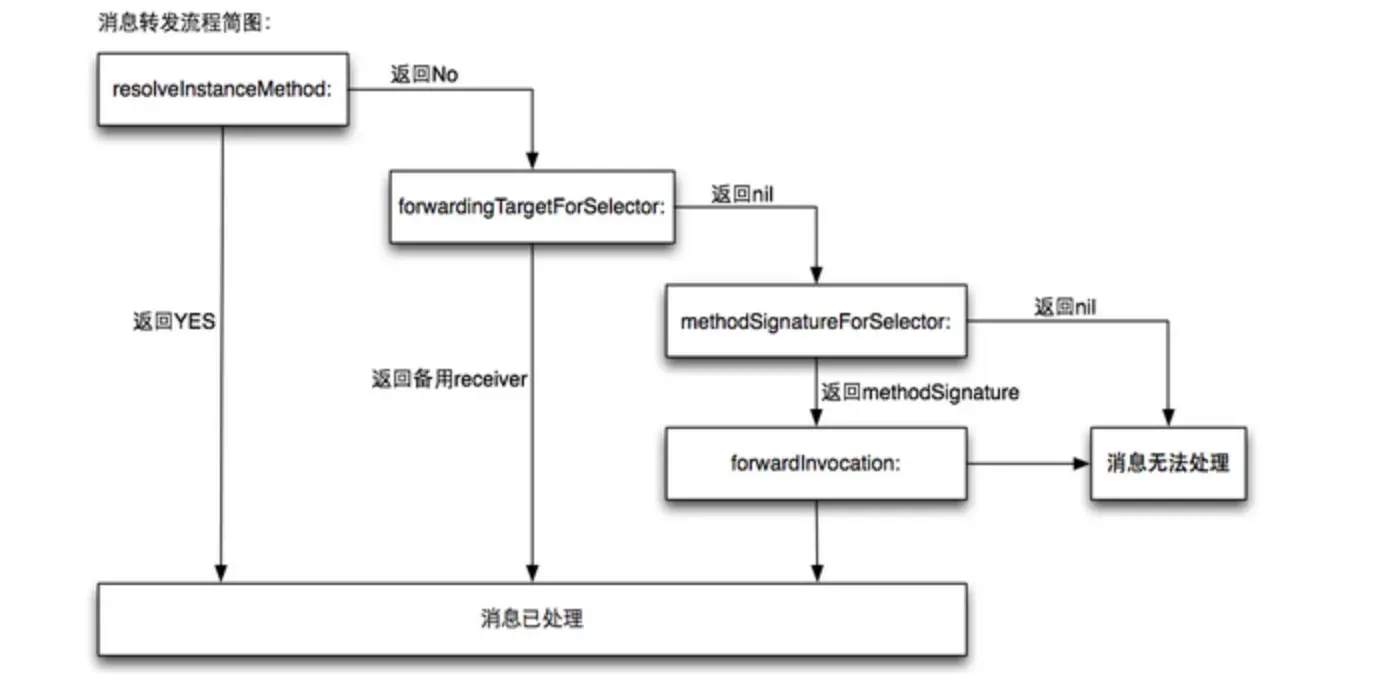 消息转发流程简图:
resolveInstanceMethod:
返回No
forwardingTargetForSelector:
返回nil
methodSignatureForSelector:
返回nil
返回YES
返回备用receiver
返回methodSignature
forwardInvocation:
消息无法处理
消息已处理